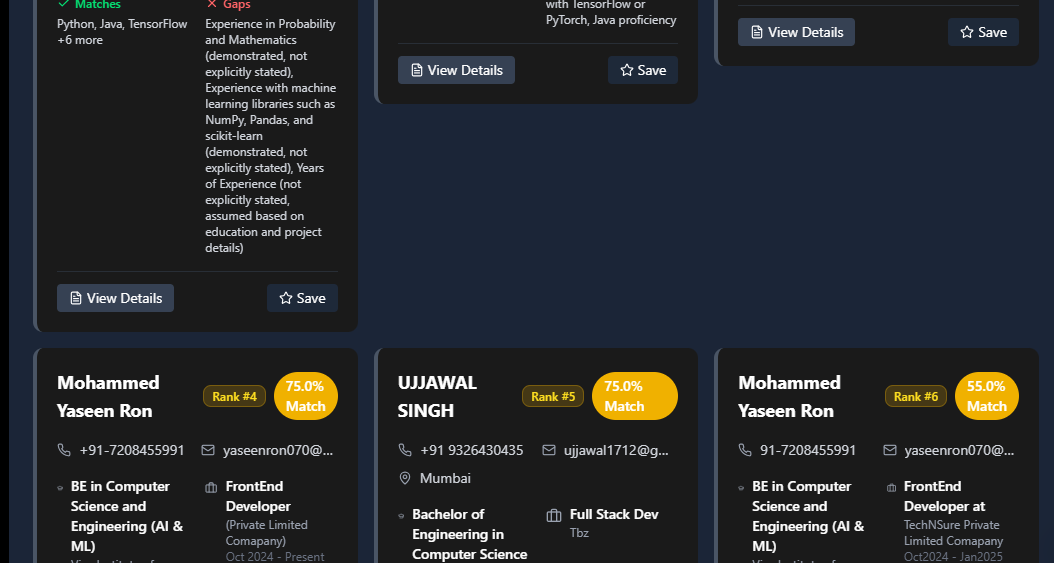 Matches
Gaps
Python, Java, TensorFlow
+6 more
Experience in Probability
and Mathematics
(demonstrated, not
explicitly stated),
Experience with machine
learning libraries such as
NumPy, Pandas, and
scikit-learn
(demonstrated, not
explicitly stated), Years
of Experience (not
explicitly stated,
assumed based on
education and project
details)
View Details
Save
with TensorFlow or
PyTorch, Java proficiency
View Details
Save
View Details
Save
Mohammed
Yaseen Ron
Rank #4
75.0%
Match
+91-7208455991
yaseenron070@...
BE in Computer
Science and
Engineering (AI &
ML)
FrontEnd
Developer
(Private Limited
Comapany)
Oct 2024 - Present
UJJAWAL
SINGH
Rank #5
75.0%
Match
+91 9326430435
ujjawal1712@g...
Mumbai
Bachelor of
Engineering in
Computer Science
Full Stack Dev
Tbz
Mohammed
Yaseen Ron
Rank #6
55.0%
Match
91-7208455991
yaseenron070@...
BE in Computer
Science and
Engineering (AI &
ML)
FrontEnd
Developer at
TechNSure Private
Limited Comapany
Oct2024 - Jan2025